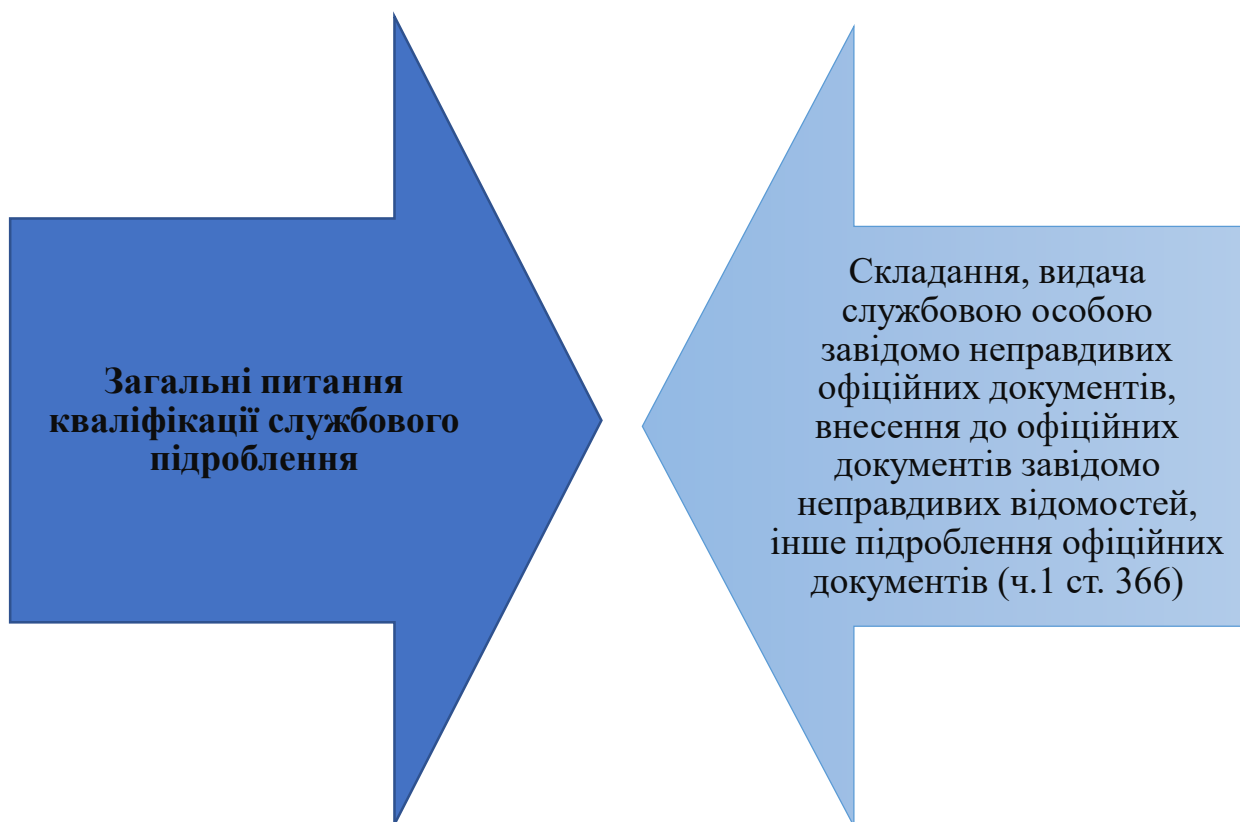 Загальні питання
кваліфікації службового
підроблення
Складання, видача
службовою особою
завідомо неправдивих
офіційних документів,
внесення до офіційних
документів завідомо
неправдивих відомостей,
інше підроблення офіційних
документів (ч.1 ст. 366)